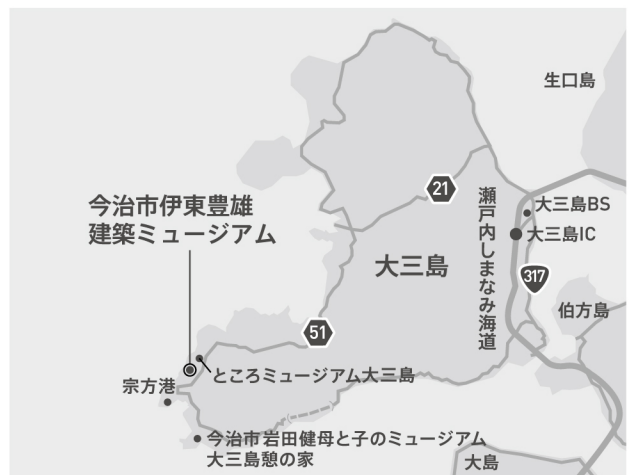 生口島
21
今治市伊東豊雄
建築ミュージアム
瀬戸内しまなみ海道
大三島BS
大三島IC
大三島
317
伯方島
51
ところミュージアム大三島
宗方港
今治市 岩田健母と子のミュージアム
大三島憩の家
大島